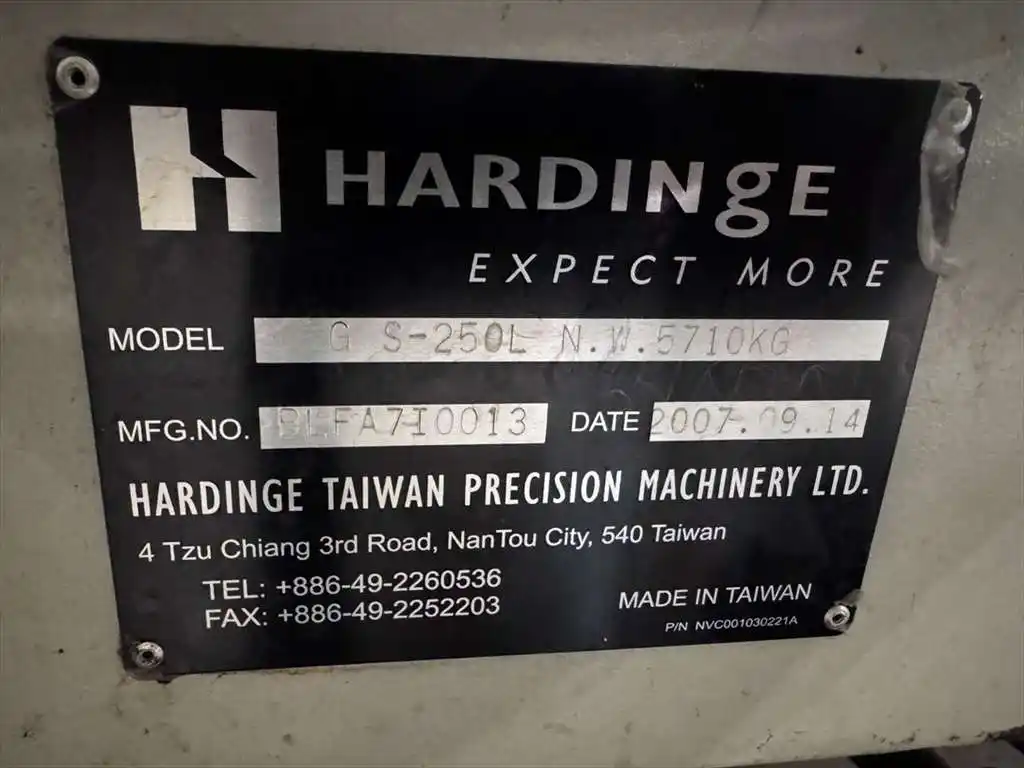 HARDINgE
EXPECT MORE
MODEL G S-250L N.W.5710KG
MFG.NO. BLFA7I0013 DATE 2007.09.14
HARDINGE TAIWAN PRECISION MACHINERY LTD.
4 Tzu Chiang 3rd Road, NanTou City, 540 Taiwan
TEL: +886-49-2260536
FAX: +886-49-2252203
MADE IN TAIWAN
P/N NVC001030221A